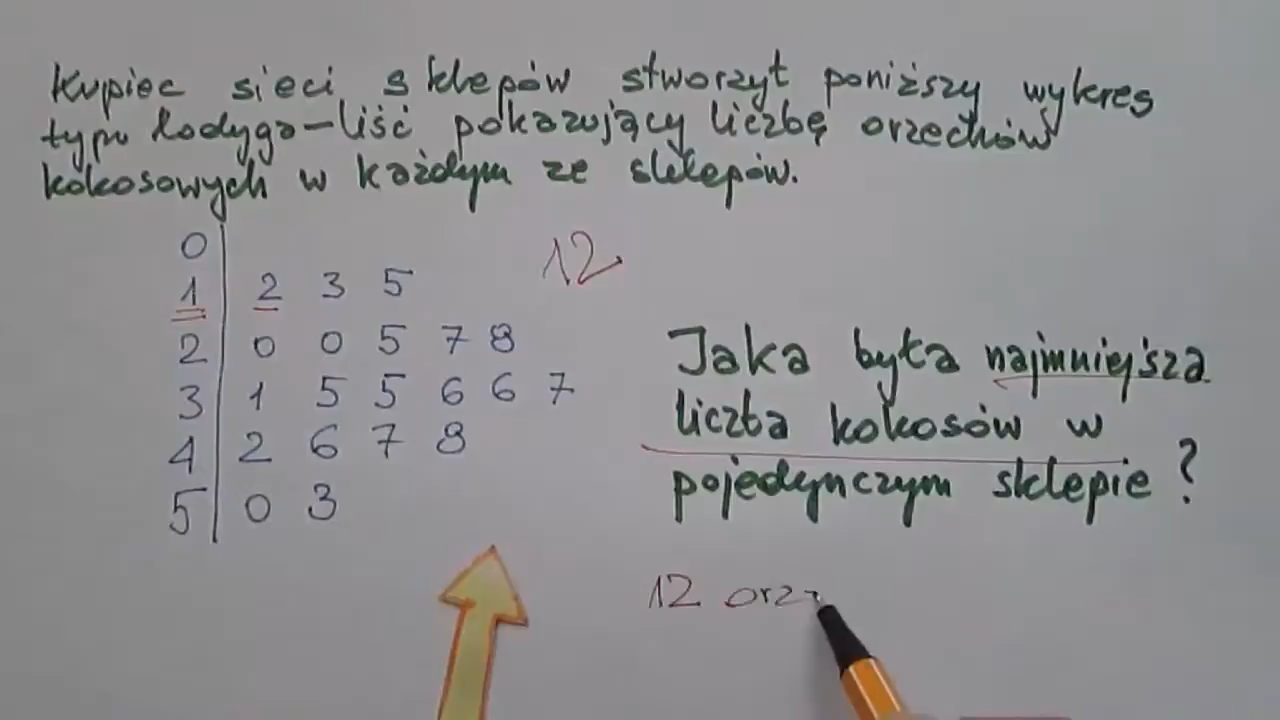 Kupiec sieci sklepów stworzył poniższy wykres
typu łodyga-liść pokazujący liczbę orzechów
kokosowych w każdym ze sklepów.
0
1 2 3 5
12
2 0 0 5 7 8
3 1 5 5 6 6 7
4 2 6 7 8
5 0 3
Jaka była najmniejsza
liczba kokosów w
pojedynczym sklepie?
12 orz